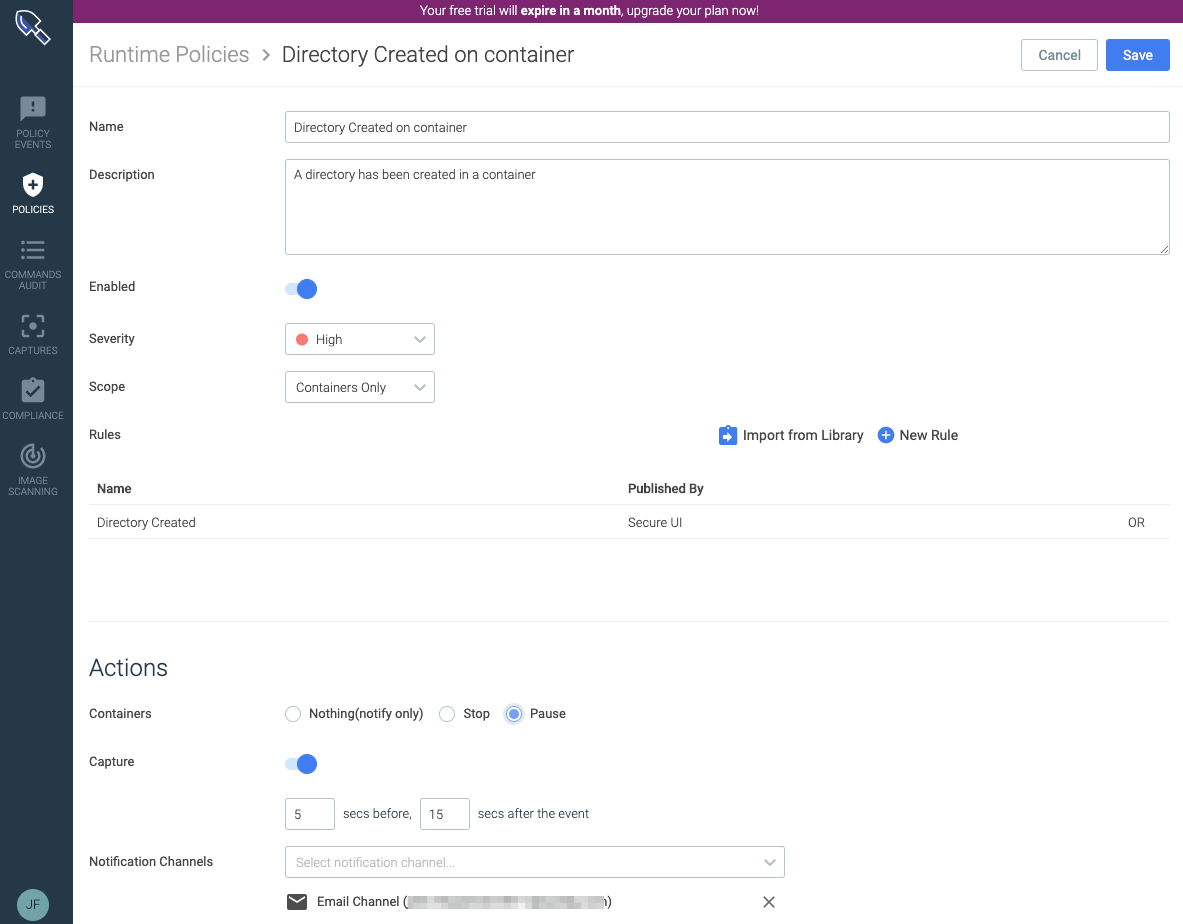 Your free trial will expire in a month, upgrade your plan now!
Runtime Policies > Directory Created on container
Cancel
Save
POLICY
EVENTS
POLICIES
COMMANDS
AUDIT
CAPTURES
COMPLIANCE
IMAGE
SCANNING
JF
Name
Directory Created on container
Description
A directory has been created in a container
Enabled
Severity
High
Scope
Containers Only
Rules
Import from Library
New Rule
Name Published By
Directory Created Secure UI OR
Actions
Containers
Nothing(notify only) Stop Pause
Capture
5 secs before, 15 secs after the event
Notification Channels
Select notification channel...
Email Channel (